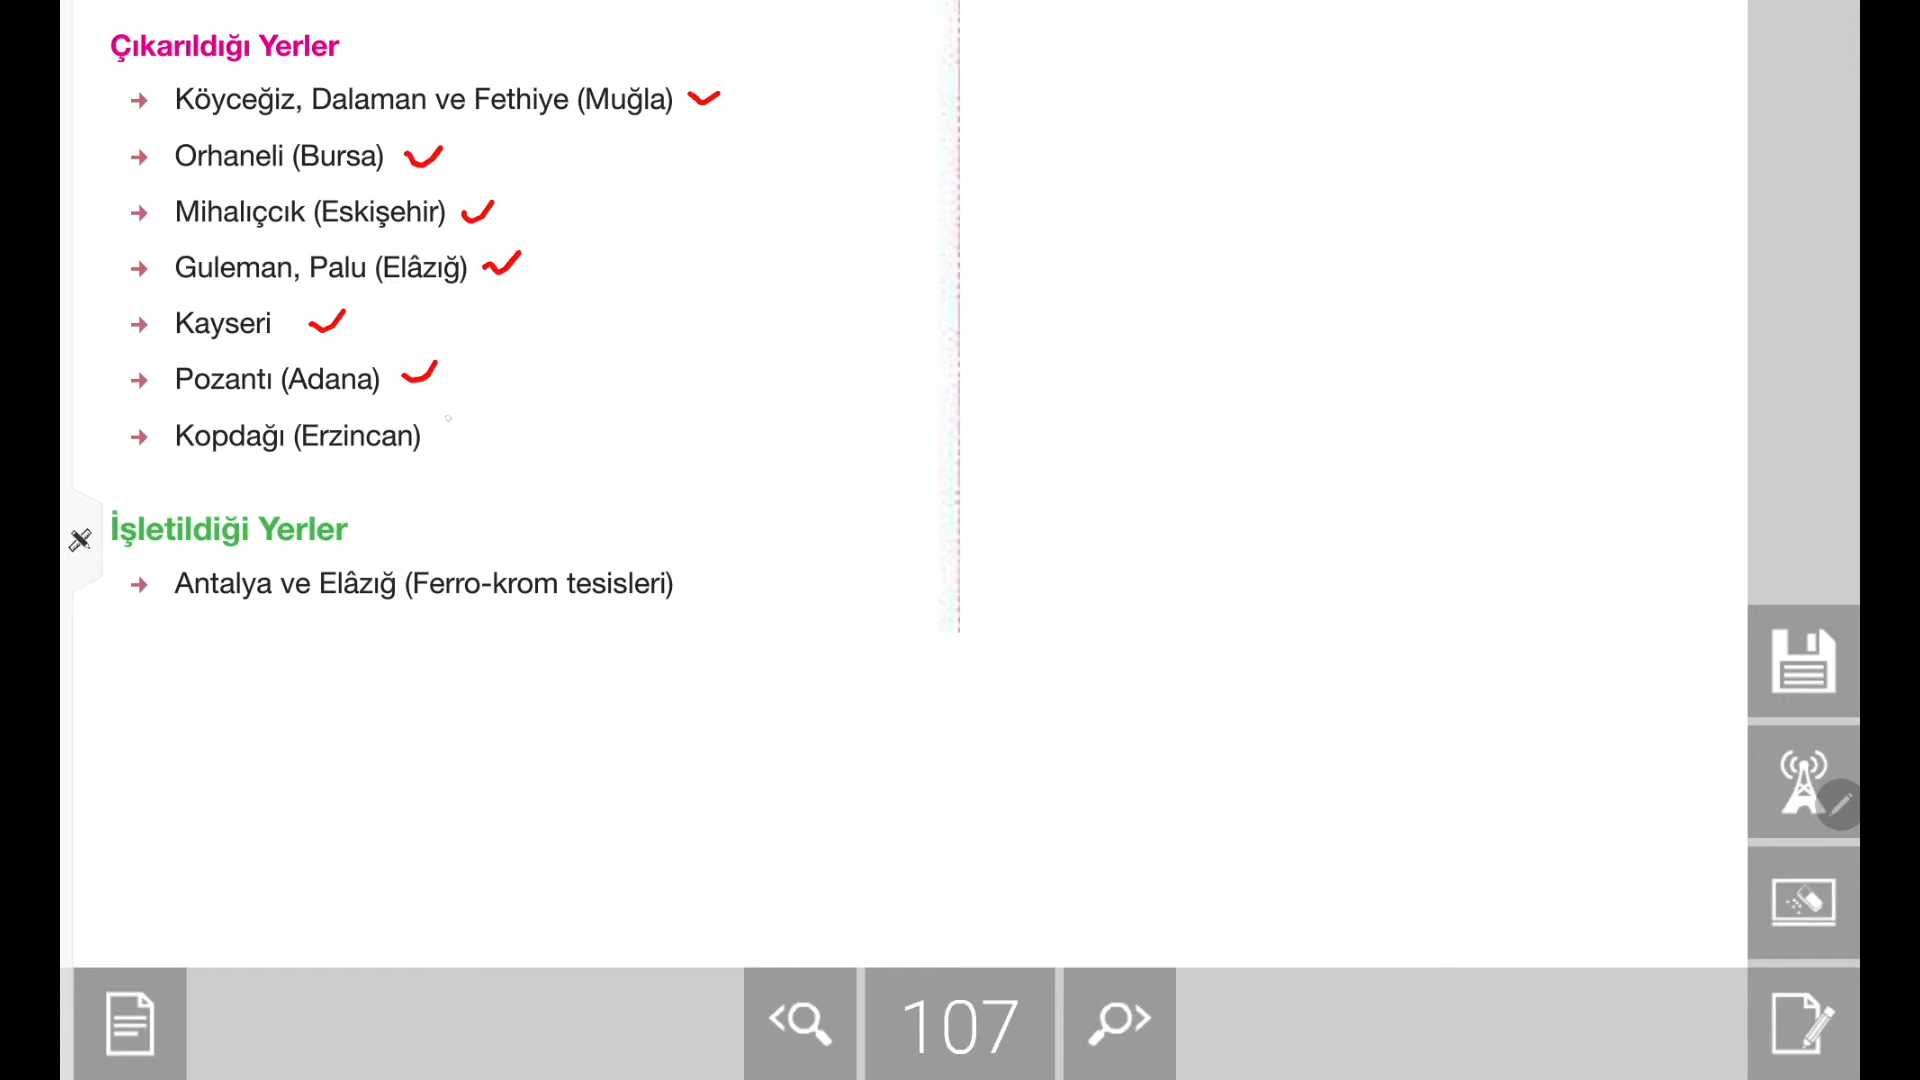 Çıkarıldığı Yerler
Köyceğiz, Dalaman ve Fethiye (Muğla)
Orhaneli (Bursa)
Mihalıçcık (Eskişehir)
Guleman, Palu (Elâzığ)
Kayseri
Pozantı (Adana)
Kopdağı (Erzincan)
İşletildiği Yerler
Antalya ve Elâzığ (Ferro-krom tesisleri)
107